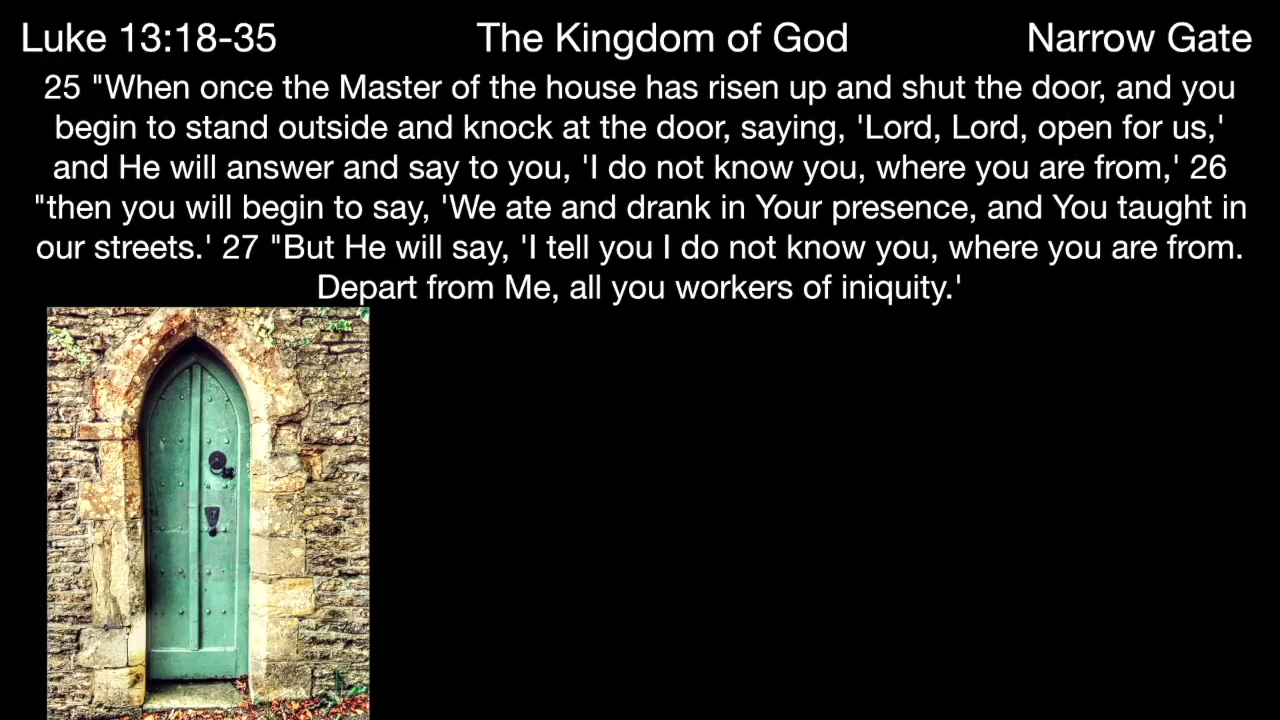 Luke 13:18-35 The Kingdom of God Narrow Gate
25 "When once the Master of the house has risen up and shut the door, and you
begin to stand outside and knock at the door, saying, 'Lord, Lord, open for us,'
and He will answer and say to you, 'I do not know you, where you are from,' 26
"then you will begin to say, 'We ate and drank in Your presence, and You taught in
our streets.' 27 "But He will say, 'I tell you I do not know you, where you are from.
Depart from Me, all you workers of iniquity.'